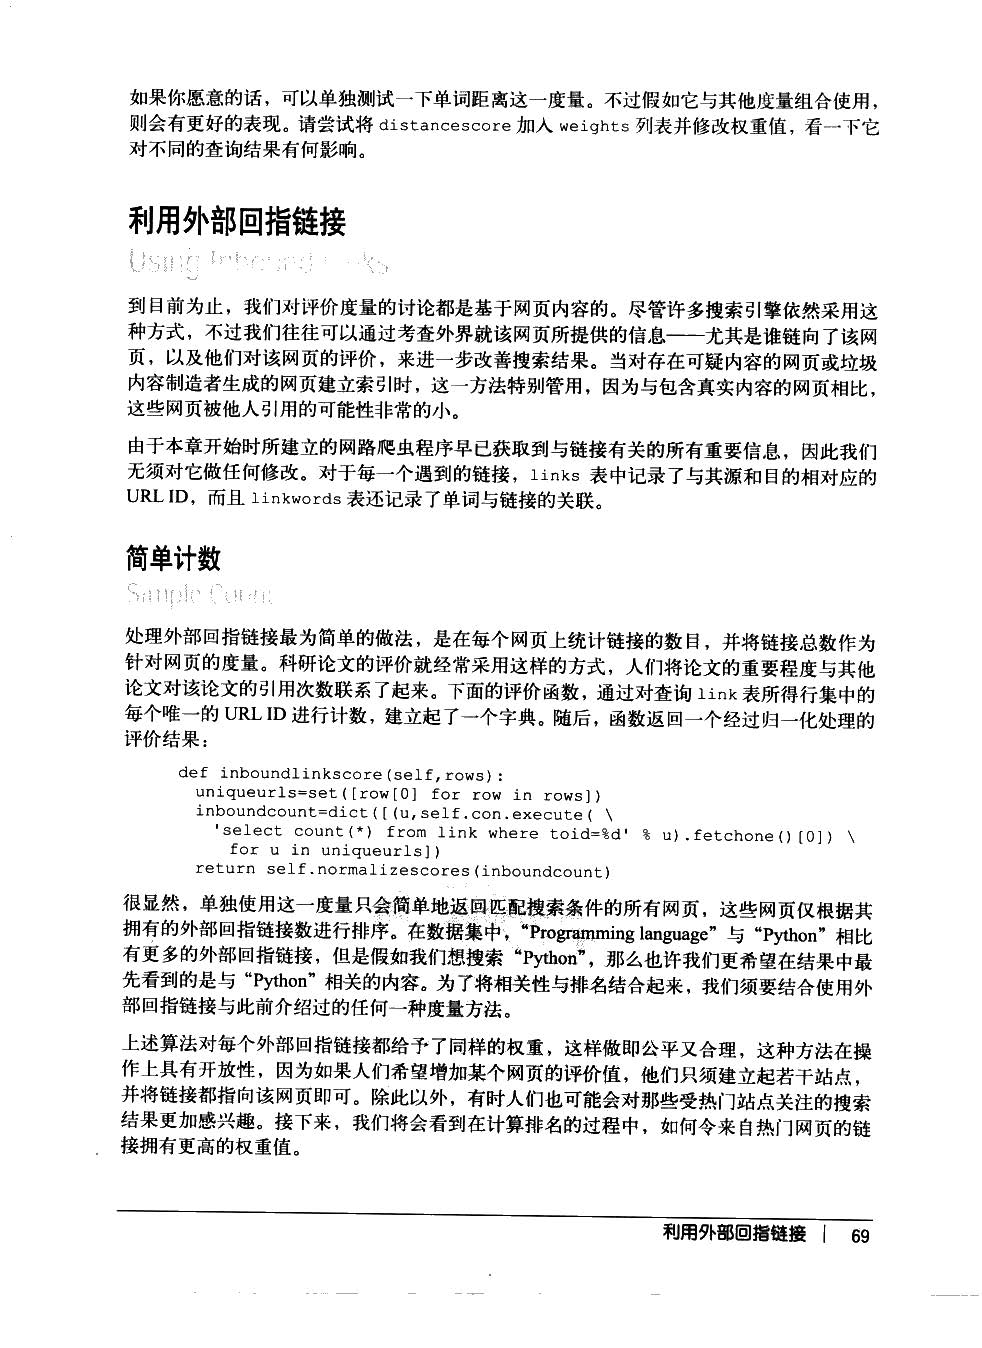 如果你愿意的话，可以单独测试一下单词距离这一度量。不过假如它与其他度量组合使用，
则会有更好的表现。请尝试将 distancescore 加入 weights 列表并修改权重值，看一下它
对不同的查询结果有何影响。
利用外部回指链接
Using Inbound
到目前为止，我们对评价度量的讨论都是基于网页内容的。尽管许多搜索引擎依然采用这
种方式，不过我们往往可以通过考查外界就该网页所提供的信息——尤其是谁链向了该网
页，以及他们对该网页的评价，来进一步改善搜索结果。当对存在可疑内容的网页或垃圾
内容制造者生成的网页建立索引时，这一方法特别管用，因为与包含真实内容的网页相比，
这些网页被他人引用的可能性非常的小。
由于本章开始时所建立的网路爬虫程序早已获取到与链接有关的所有重要信息，因此我们
无须对它做任何修改。对于每一个遇到的链接，links 表中记录了与其源和目的相对应的
URL ID，而且 linkwords 表还记录了单词与链接的关联。
简单计数
处理外部回指链接最为简单的做法，是在每个网页上统计链接的数目，并将链接总数作为
针对网页的度量。科研论文的评价就经常采用这样的方式，人们将论文的重要程度与其他
论文对该论文的引用次数联系了起来。下面的评价函数，通过对查询 link 表所得行集中的
每个唯一的 URL ID 进行计数，建立起了一个字典。随后，函数返回一个经过归一化处理的
评价结果：
def inboundlinkscore(self,rows):
uniqueurls=set([row[0] for row in rows])
inboundcount=dict([(u,self.con.execute( \
'select count(*) from link where toid=%d' % u).fetchone()[0]) \
for u in uniqueurls])
return self.normalizescores(inboundcount)
很显然，单独使用这一度量只会简单地返回匹配搜索条件的所有网页，这些网页仅根据其
拥有的外部回指链接数进行排序。在数据集中，“Programming language”与“Python”相比
有更多的外部回指链接，但是假如我们想搜索“Python”，那么也许我们更希望在结果中最
先看到的是与“Python”相关的内容。为了将相关性与排名结合起来，我们须要结合使用外
部回指链接与此前介绍过的任何一种度量方法。
上述算法对每个外部回指链接都给予了同样的权重，这样做即公平又合理，这种方法在操
作上具有开放性，因为如果人们希望增加某个网页的评价值，他们只须建立起若干站点，
并将链接都指向该网页即可。除此以外，有时人们也可能会对那些受热门站点关注的搜索
结果更加感兴趣。接下来，我们将会看到在计算排名的过程中，如何令来自热门网页的链
接拥有更高的权重值。
利用外部回指链接 | 69